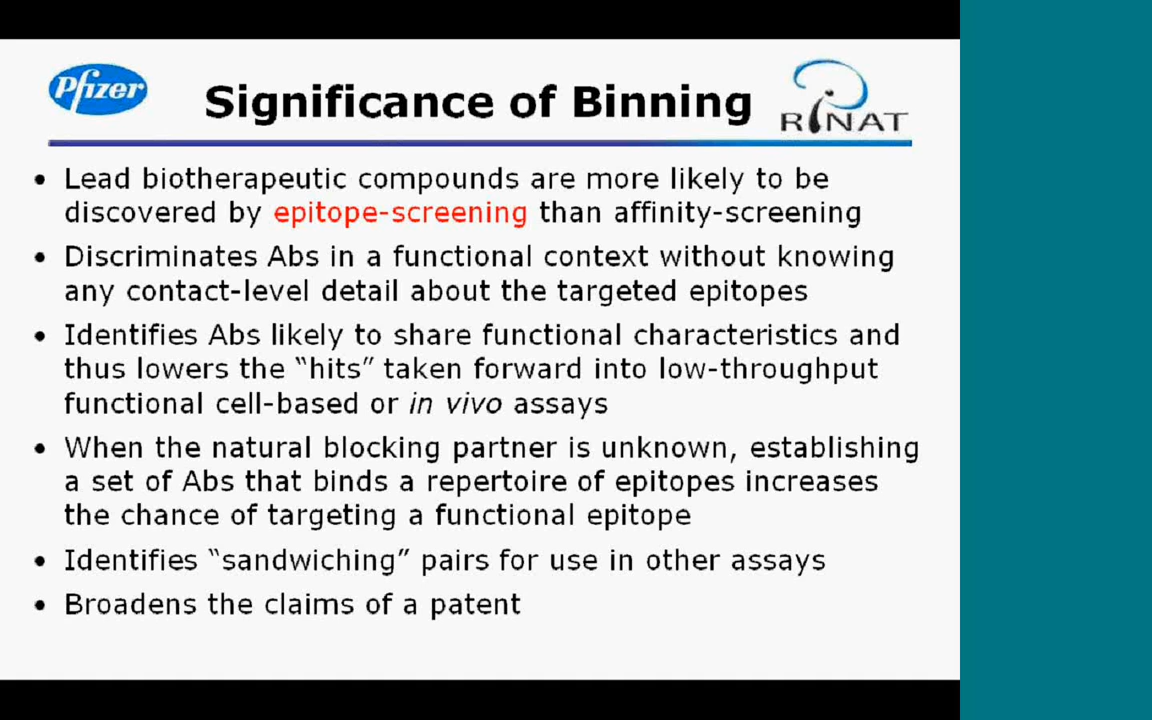 Pfizer
Significance of Binning
RINAT
• Lead biotherapeutic compounds are more likely to be
discovered by epitope-screening than affinity-screening
• Discriminates Abs in a functional context without knowing
any contact-level detail about the targeted epitopes
• Identifies Abs likely to share functional characteristics and
thus lowers the “hits” taken forward into low-throughput
functional cell-based or in vivo assays
• When the natural blocking partner is unknown, establishing
a set of Abs that binds a repertoire of epitopes increases
the chance of targeting a functional epitope
• Identifies “sandwiching” pairs for use in other assays
• Broadens the claims of a patent